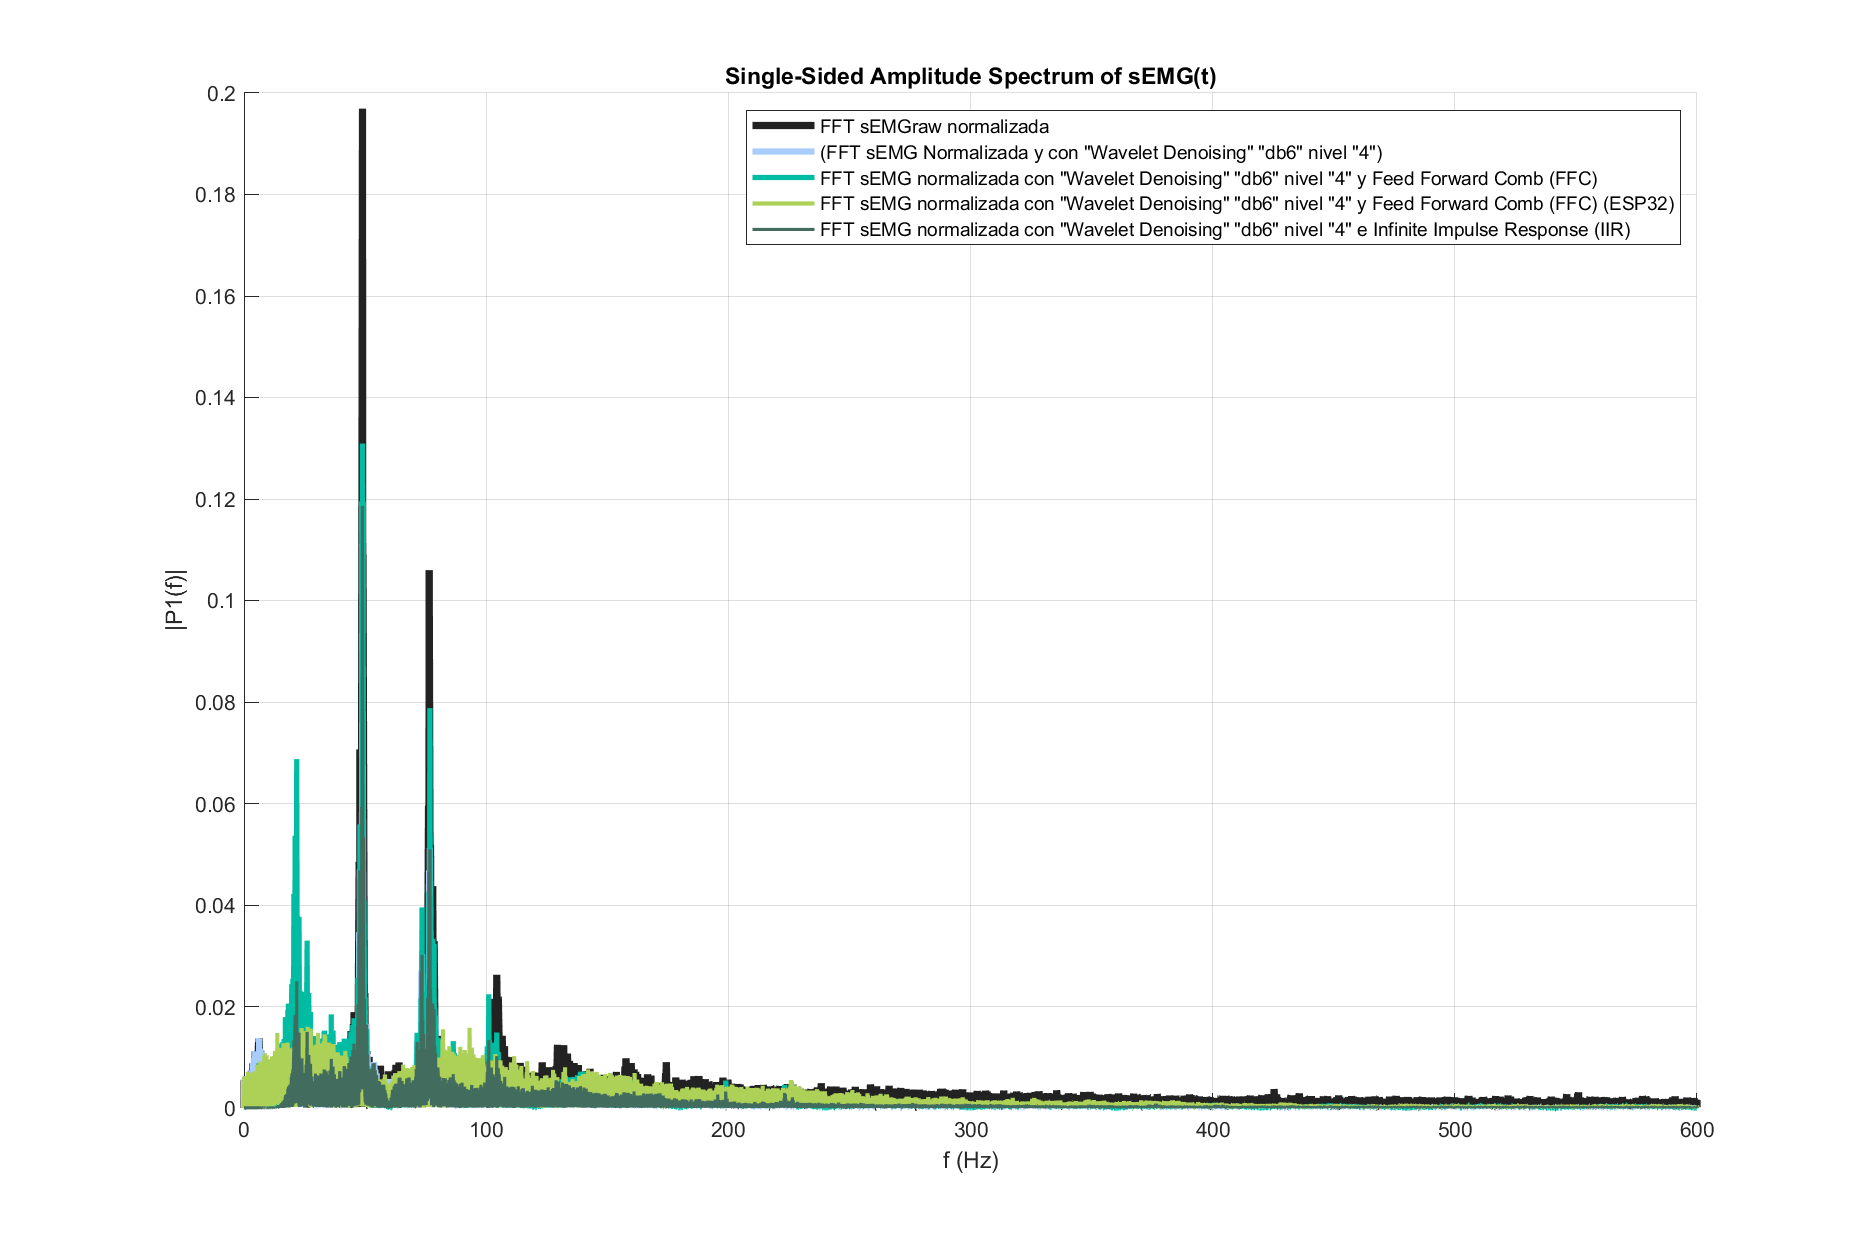 Single-Sided Amplitude Spectrum of sEMG(t)
FFT sEMGraw normalizada
(FFT sEMG Normalizada y con "Wavelet Denoising" "db6" nivel "4")
FFT sEMG normalizada con "Wavelet Denoising" "db6" nivel "4" y Feed Forward Comb (FFC)
FFT sEMG normalizada con "Wavelet Denoising" "db6" nivel "4" y Feed Forward Comb (FFC) (ESP32)
FFT sEMG normalizada con "Wavelet Denoising" "db6" nivel "4" e Infinite Impulse Response (IIR)
0.2
0.18
0.16
0.14
0.12
0.1
0.08
0.06
0.04
0.02
0
|P1(f)|
0 100 200 300 400 500 600
f (Hz)